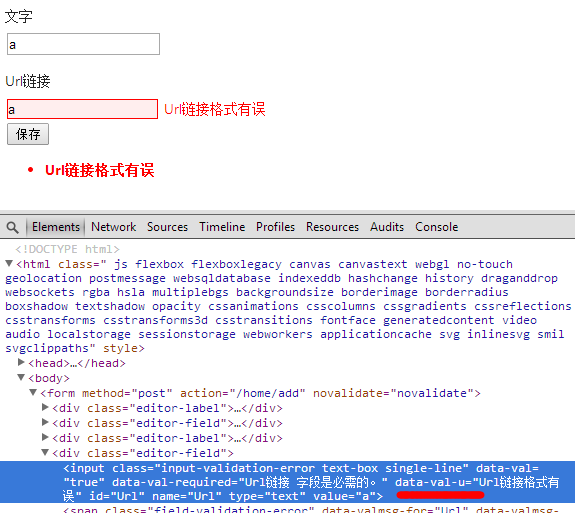 文字
a
Url链接
a Url链接格式有误
保存
• Url链接格式有误
Elements Network Sources Timeline Profiles Resources Audits Console
<!DOCTYPE html>
▼<html class=" js flexbox flexboxlegacy canvas canvastext webgl no-touch
geolocation postmessage websqldatabase indexeddb hashchange history draganddrop
websockets rgba hsla multiplebgs backgroundsize borderimage borderradius
boxshadow textshadow opacity cssanimations csscolumns cssgradients cssreflections
csstransforms csstransforms3d csstransitions fontface generatedcontent video
audio localstorage sessionstorage webworkers applicationcache svg inlinesvg smil
svgclippaths" style>
▶<head>…</head>
▼<body>
▼<form method="post" action="/home/add" novalidate="novalidate">
▶<div class="editor-label">…</div>
▶<div class="editor-field">…</div>
▶<div class="editor-label">…</div>
▼<div class="editor-field">
<input class="input-validation-error text-box single-line" data-val=
"true" data-val-required="Url链接 字段是必需的。" data-val-u="Url链接格式有
误" id="Url" name="Url" type="text" value="a">
<span class="field-validation-error" data-valmsg-for="Url" data-valmsg-